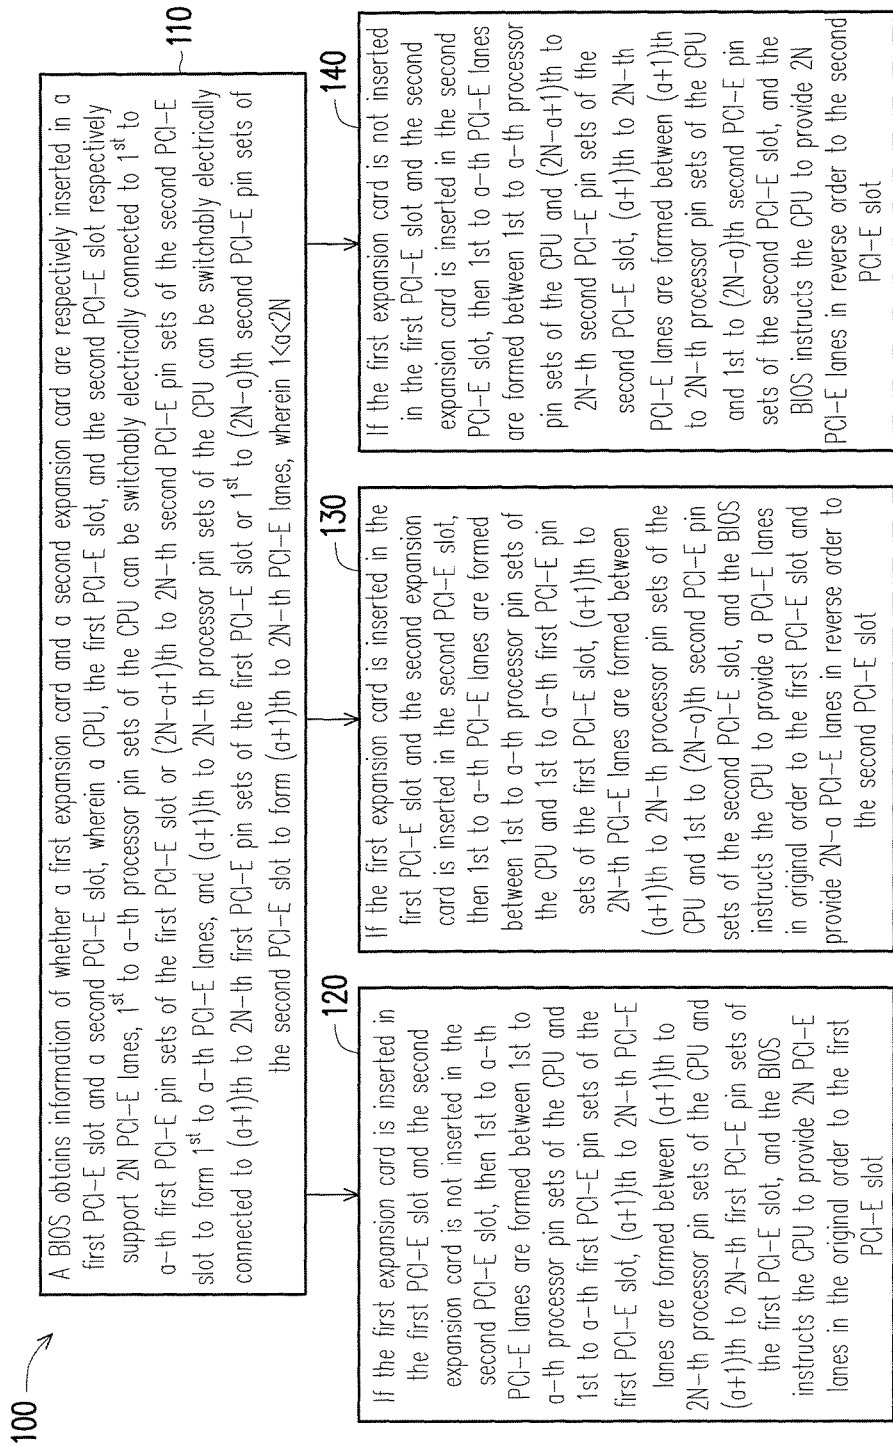 100
A BIOS obtains information of whether a first expansion card and a second expansion card are respectively inserted in a
first PCI-E slot and a second PCI-E slot, wherein a CPU, the first PCI-E slot, and the second PCI-E slot respectively
support 2N PCI-E lanes, 1st to a-th processor pin sets of the CPU can be switchably electrically connected to 1st to
a-th first PCI-E pin sets of the first PCI-E slot or (2N-a+1)th to 2N-th second PCI-E pin sets of the second PCI-E
slot to form 1st to a-th PCI-E lanes, and (a+1)th to 2N-th processor pin sets of the CPU can be switchably electrically
connected to (a+1)th to 2N-th first PCI-E pin sets of the first PCI-E slot or 1st to (2N-a)th second PCI-E pin sets of
the second PCI-E slot to form (a+1)th to 2N-th PCI-E lanes, wherein 1<a<2N
110
120
If the first expansion card is inserted in
the first PCI-E slot and the second
expansion card is not inserted in the
second PCI-E slot, then 1st to a-th
PCI-E lanes are formed between 1st to
a-th processor pin sets of the CPU and
1st to a-th first PCI-E pin sets of the
first PCI-E slot, (a+1)th to 2N-th PCI-E
lanes are formed between (a+1)th to
2N-th processor pin sets of the CPU and
(a+1)th to 2N-th first PCI-E pin sets of
the first PCI-E slot, and the BIOS
instructs the CPU to provide 2N PCI-E
lanes in the original order to the first
PCI-E slot
130
If the first expansion card is inserted in the
first PCI-E slot and the second expansion
card is inserted in the second PCI-E slot,
then 1st to a-th PCI-E lanes are formed
between 1st to a-th processor pin sets of
the CPU and 1st to a-th first PCI-E pin
sets of the first PCI-E slot, (a+1)th to
2N-th PCI-E lanes are formed between
(a+1)th to 2N-th processor pin sets of the
CPU and 1st to (2N-a)th second PCI-E pin
sets of the second PCI-E slot, and the BIOS
instructs the CPU to provide a PCI-E lanes
in original order to the first PCI-E slot and
provide 2N-a PCI-E lanes in reverse order to
the second PCI-E slot
140
If the first expansion card is not inserted
in the first PCI-E slot and the second
expansion card is inserted in the second
PCI-E slot, then 1st to a-th PCI-E lanes
are formed between 1st to a-th processor
pin sets of the CPU and (2N-a+1)th to
2N-th second PCI-E pin sets of the
second PCI-E slot, (a+1)th to 2N-th
PCI-E lanes are formed between (a+1)th
to 2N-th processor pin sets of the CPU
and 1st to (2N-a)th second PCI-E pin
sets of the second PCI-E slot, and the
BIOS instructs the CPU to provide 2N
PCI-E lanes in reverse order to the second
PCI-E slot